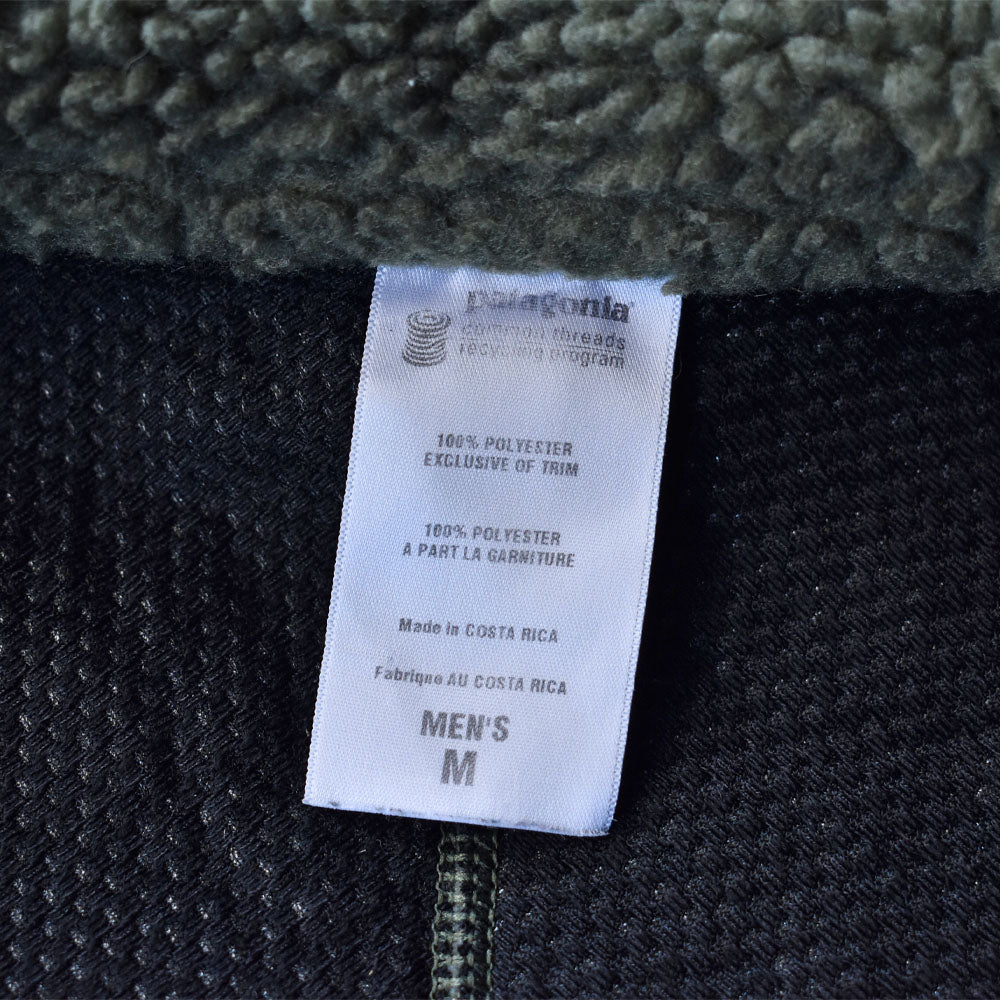 patagonia®
common threads
recycling program
100% POLYESTER
EXCLUSIVE OF TRIM
100% POLYESTER
A PART LA GARNITURE
Made in COSTA RICA
Fabrique AU COSTA RICA
MEN'S
M